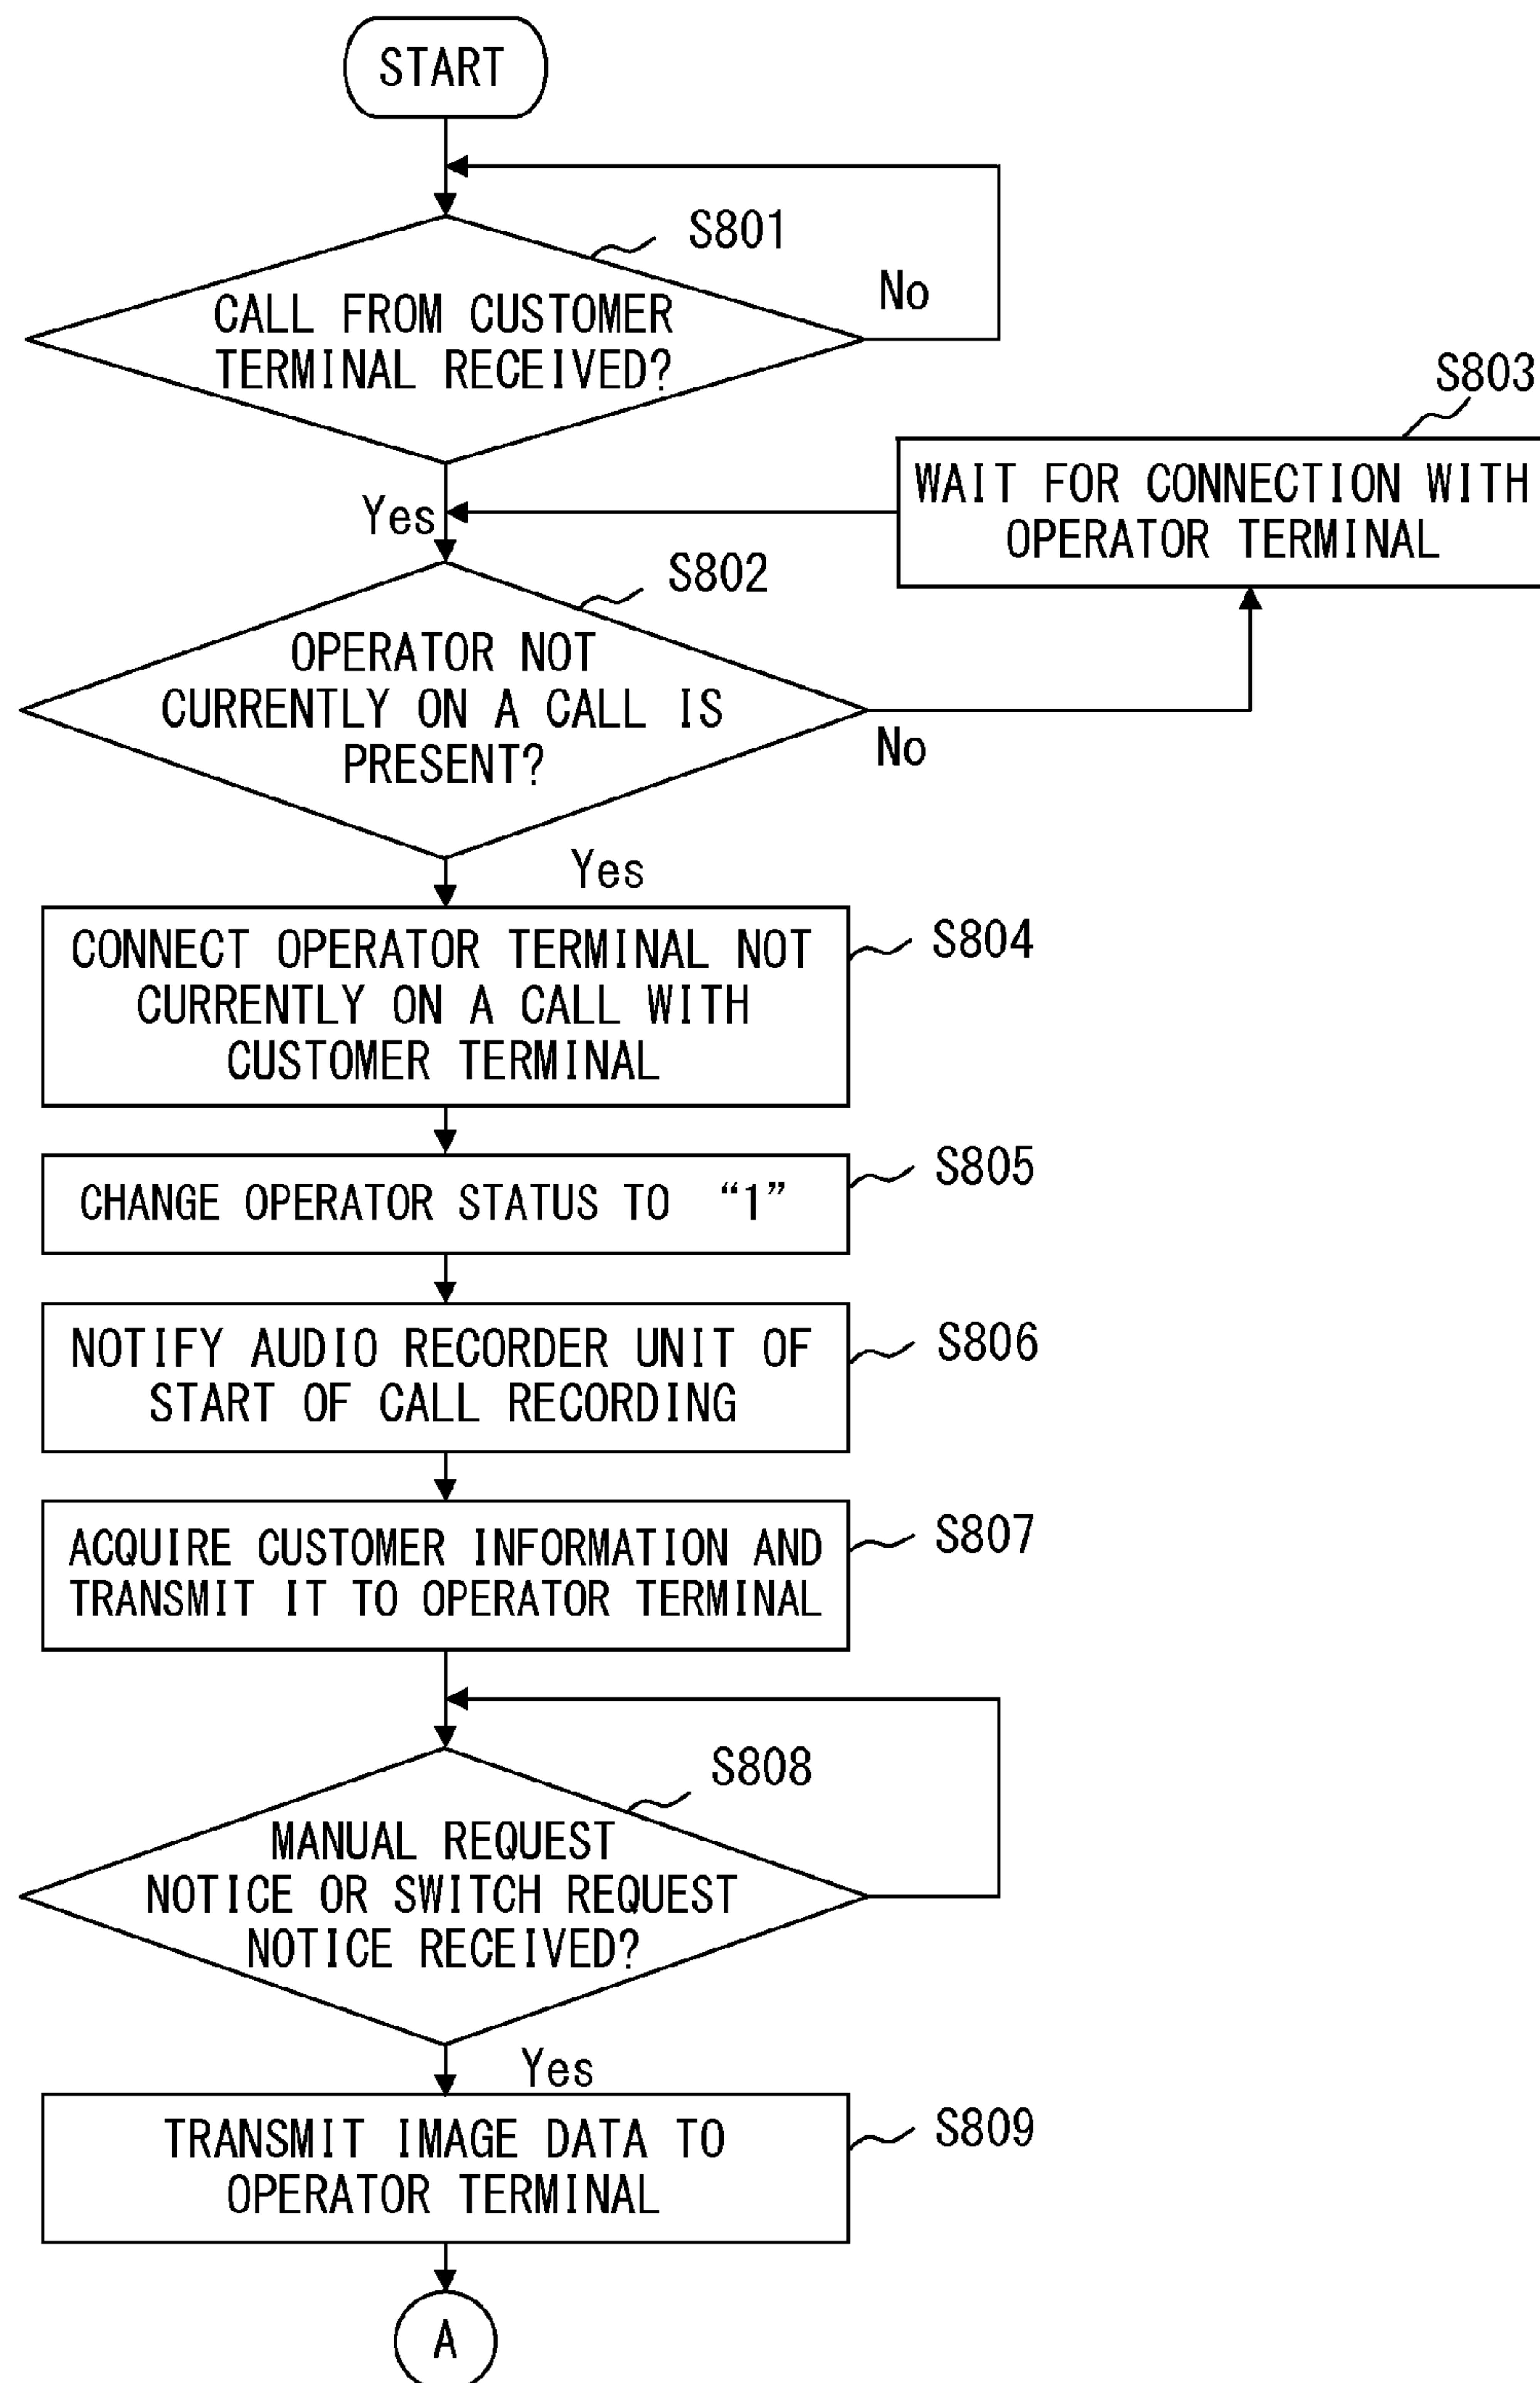 START
S801
CALL FROM CUSTOMER
TERMINAL RECEIVED?
No
S803
WAIT FOR CONNECTION WITH
OPERATOR TERMINAL
Yes
S802
OPERATOR NOT
CURRENTLY ON A CALL IS
PRESENT?
No
Yes
CONNECT OPERATOR TERMINAL NOT
CURRENTLY ON A CALL WITH
CUSTOMER TERMINAL
S804
CHANGE OPERATOR STATUS TO “1”
S805
NOTIFY AUDIO RECORDER UNIT OF
START OF CALL RECORDING
S806
ACQUIRE CUSTOMER INFORMATION AND
TRANSMIT IT TO OPERATOR TERMINAL
S807
S808
MANUAL REQUEST
NOTICE OR SWITCH REQUEST
NOTICE RECEIVED?
Yes
TRANSMIT IMAGE DATA TO
OPERATOR TERMINAL
S809
A